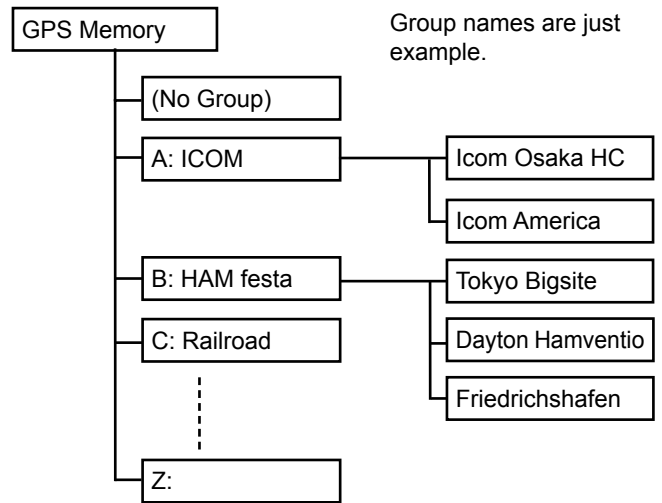 GPS Memory
Group names are just
example.
(No Group)
A: ICOM
Icom Osaka HC
Icom America
B: HAM festa
Tokyo Bigsite
C: Railroad
Dayton Hamventio
Friedrichshafen
Z: